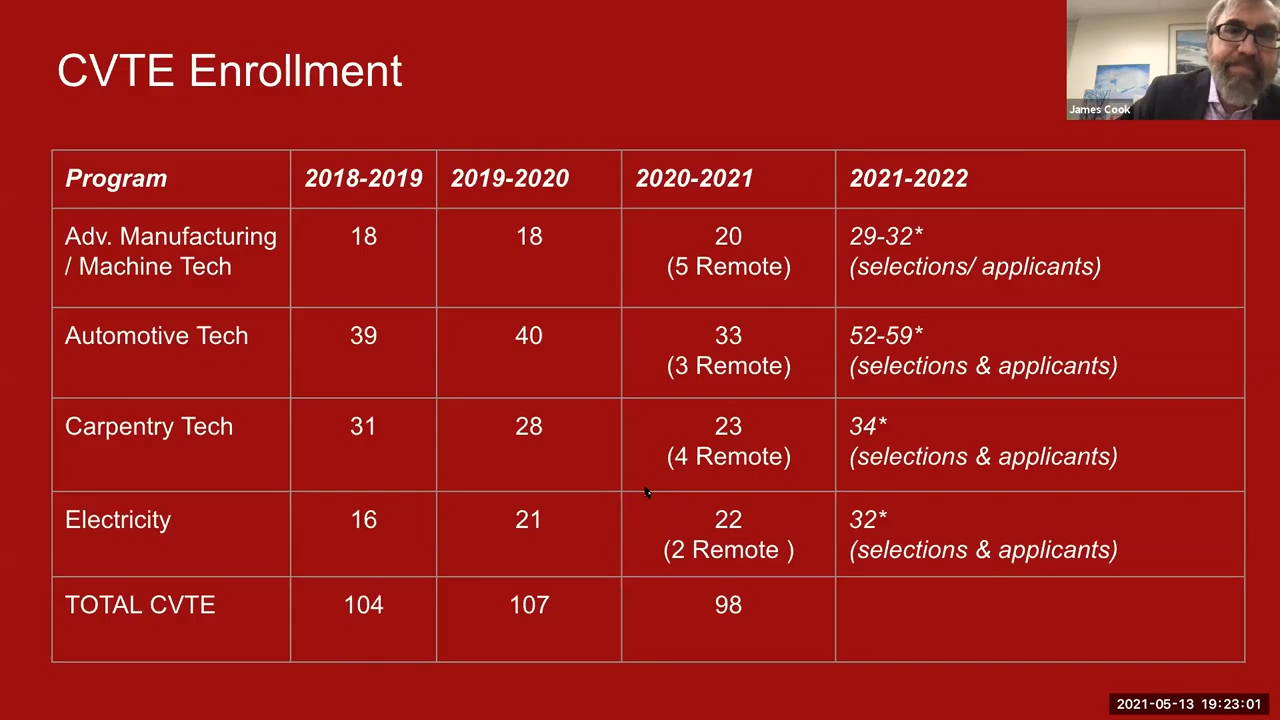 CVTE Enrollment
James Cook
Program 2018-2019 2019-2020 2020-2021 2021-2022
Adv. Manufacturing 18 18 20 29-32*
/ Machine Tech (5 Remote) (selections/ applicants)
Automotive Tech 39 40 33 52-59*
(3 Remote) (selections & applicants)
Carpentry Tech 31 28 23 34*
(4 Remote) (selections & applicants)
Electricity 16 21 22 32*
(2 Remote ) (selections & applicants)
TOTAL CVTE 104 107 98
2021-05-13 19:23:01